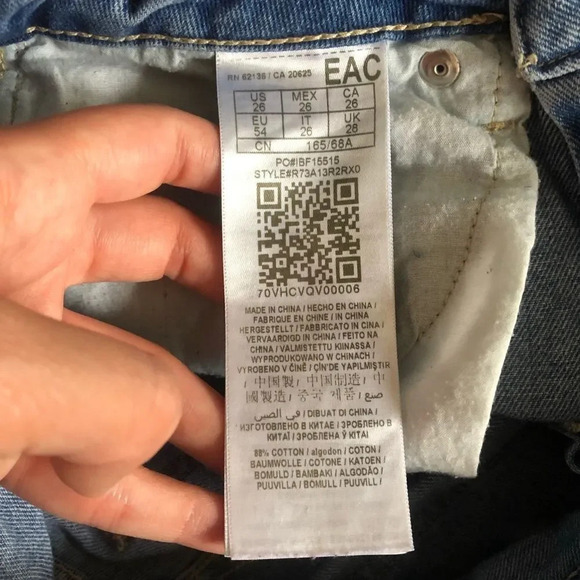 RN 62136 / CA 20625 EAC
US MEX CA
26 26 26
EU IT UK
54 26 28
CN 165/68A
PO#IBF15515
STYLE#R73A13R2RX0
70VHCVQV00006
MADE IN CHINA / HECHO EN CHINA /
FABRIQUE EN CHINE / IN CHINA
HERGESTELLT / FABBRICATO IN CINA /
VERVAARDIGD IN CHINA / FEITO NA
CHINA / VALMISTETTU KIINASSA /
WYPRODUKOWANO W CHINACH /
VYROBENO V ČÍNĚ / ÇİN'DE YAPILMIŞTIR
/ 中国製 / 中国制造 / 中
國製造 / 중국 제품 / صنع
في الصين / DIBUAT DI CHINA /
ИЗГОТОВЛЕНО В КИТАЕ / ЗРОБЛЕНО В
КИТАЇ / ЗРОБЛЕНА Ў КІТАІ
88% COTTON / algodon / COTON /
BAUMWOLLE / COTONE / KATOEN /
BOMULD / BAMBAKI / ALGODÃO /
PUUVILLA / BOMULL / PUUVILL /